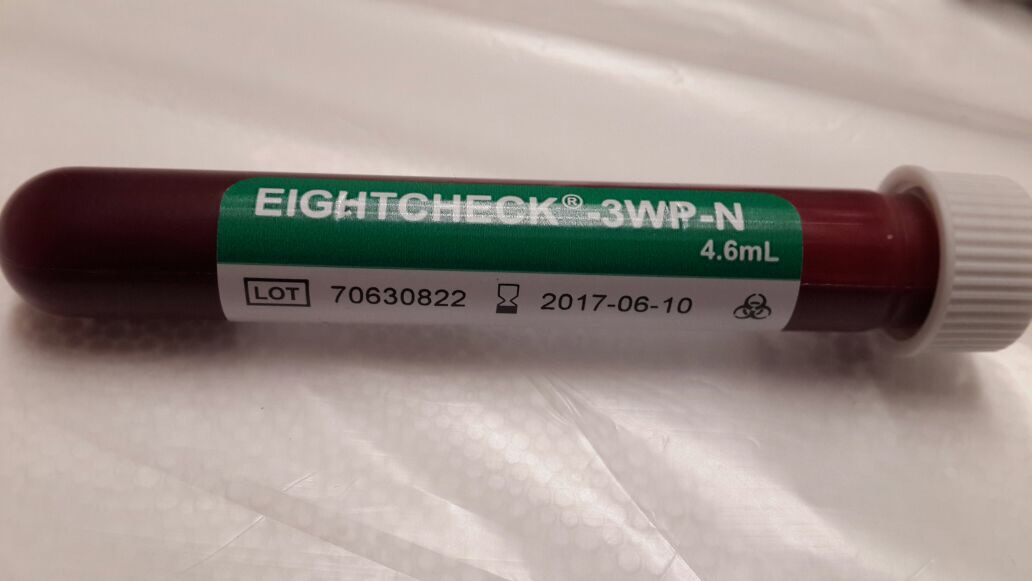 EIGHTCHECK®-3WP-N
4.6mL
LOT 70630822 2017-06-10